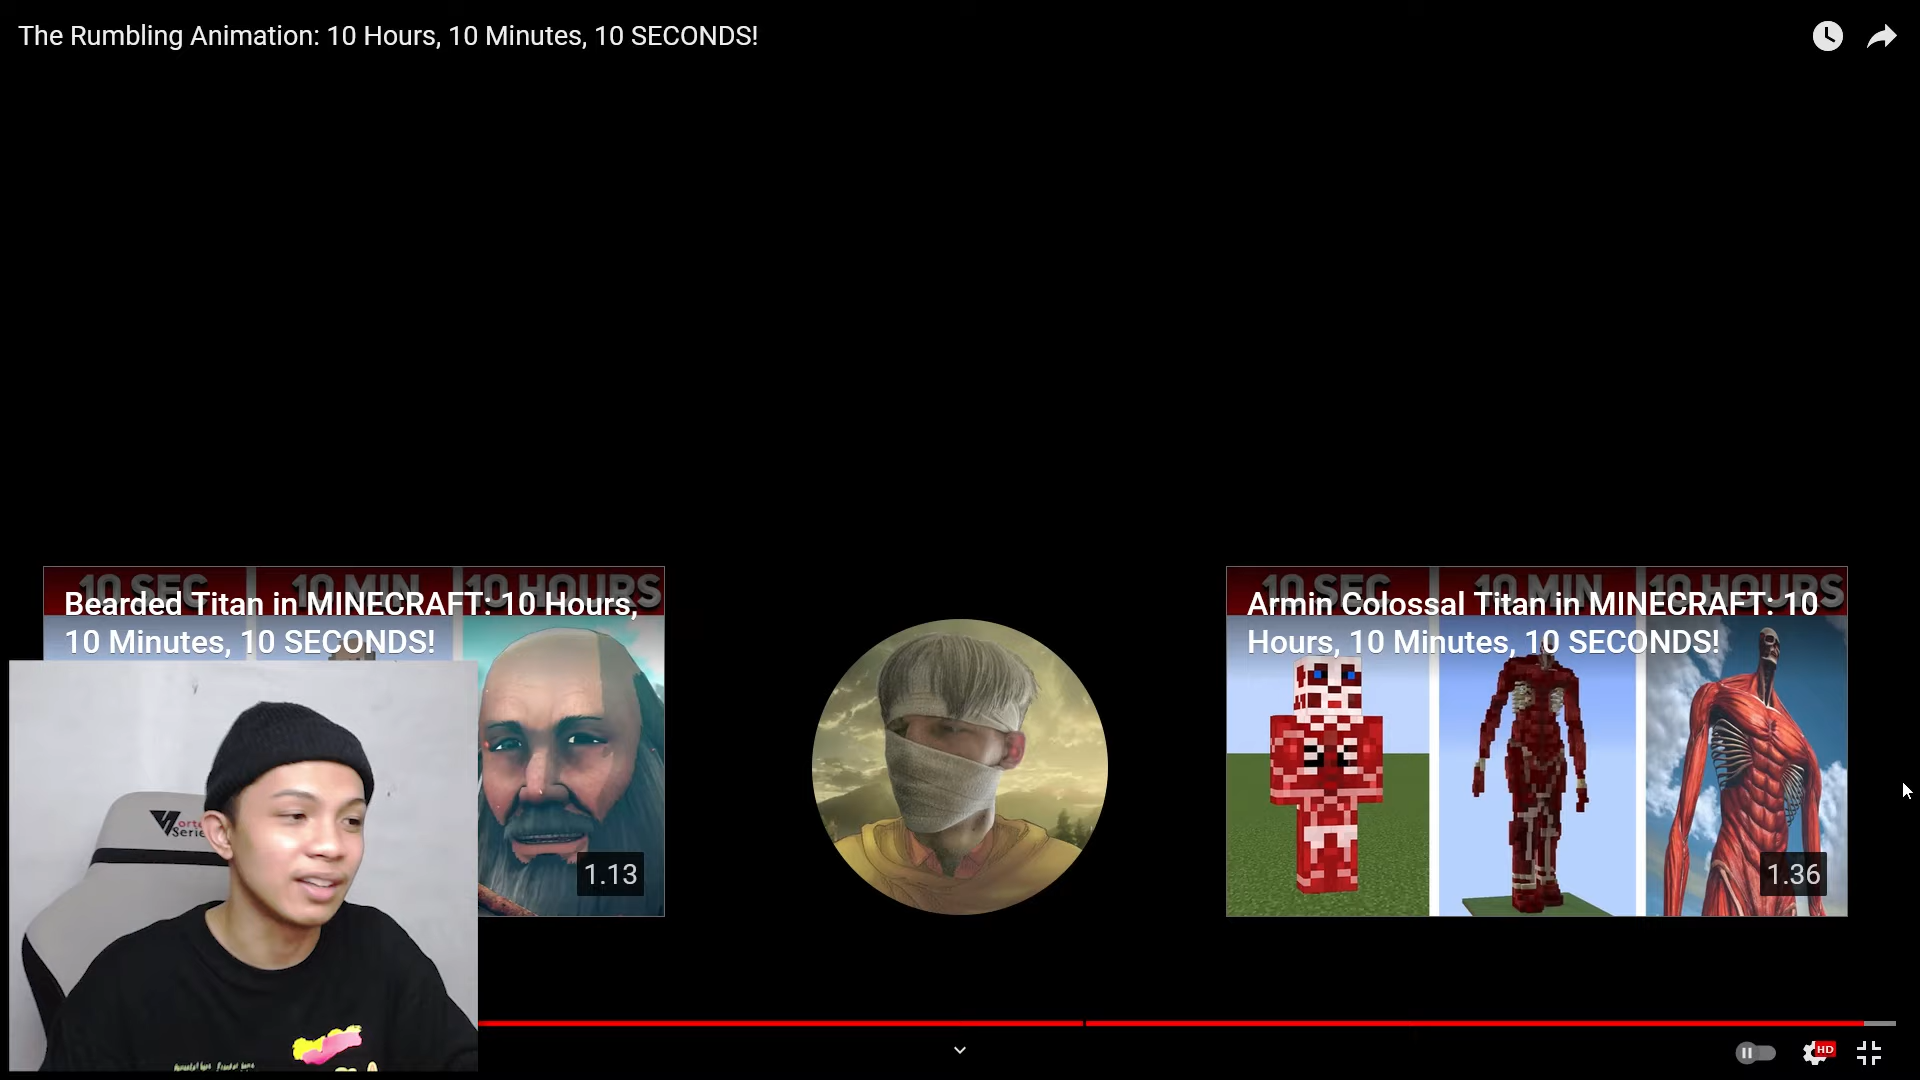 The Rumbling Animation: 10 Hours, 10 Minutes, 10 SECONDS!
10 SEC 10 MIN 10 HOURS
Bearded Titan in MINECRAFT: 10 Hours,
10 Minutes, 10 SECONDS!
1.13
10 SEC 10 MIN 10 HOURS
Armin Colossal Titan in MINECRAFT: 10
Hours, 10 Minutes, 10 SECONDS!
1.36
Series
HD